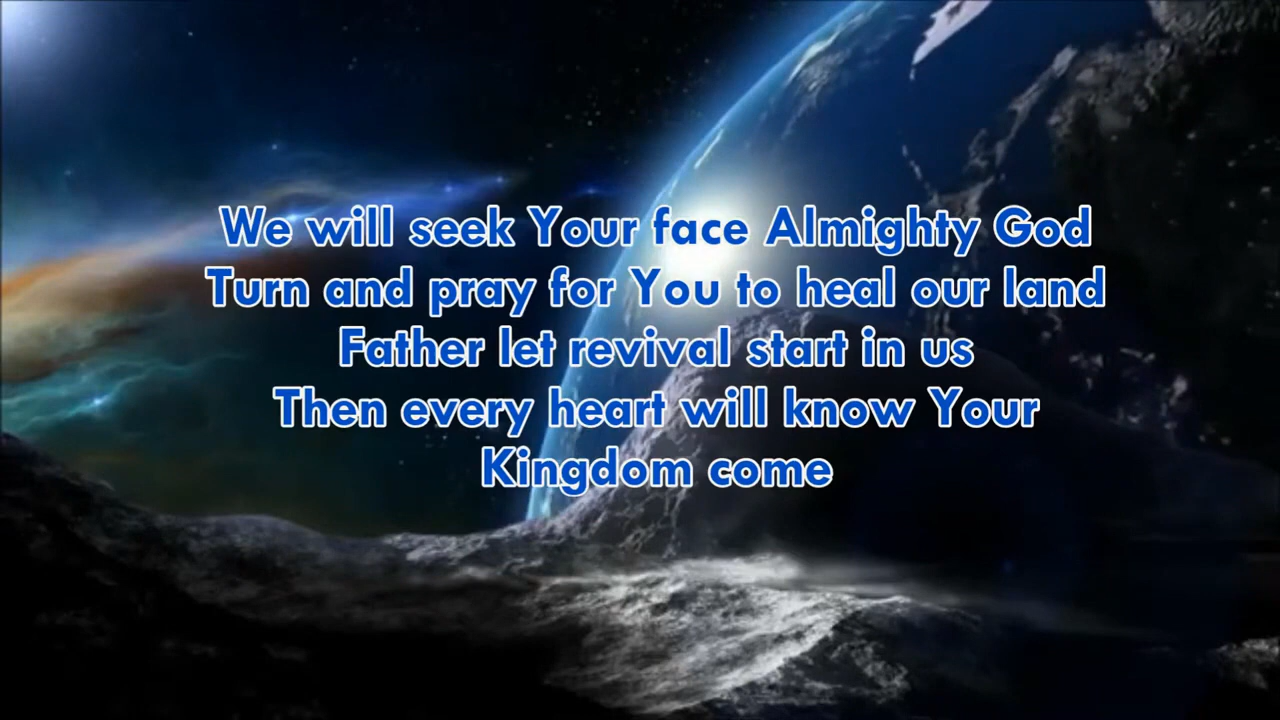 We will seek Your face Almighty God
Turn and pray for You to heal our land
Father let revival start in us
Then every heart will know Your
Kingdom come